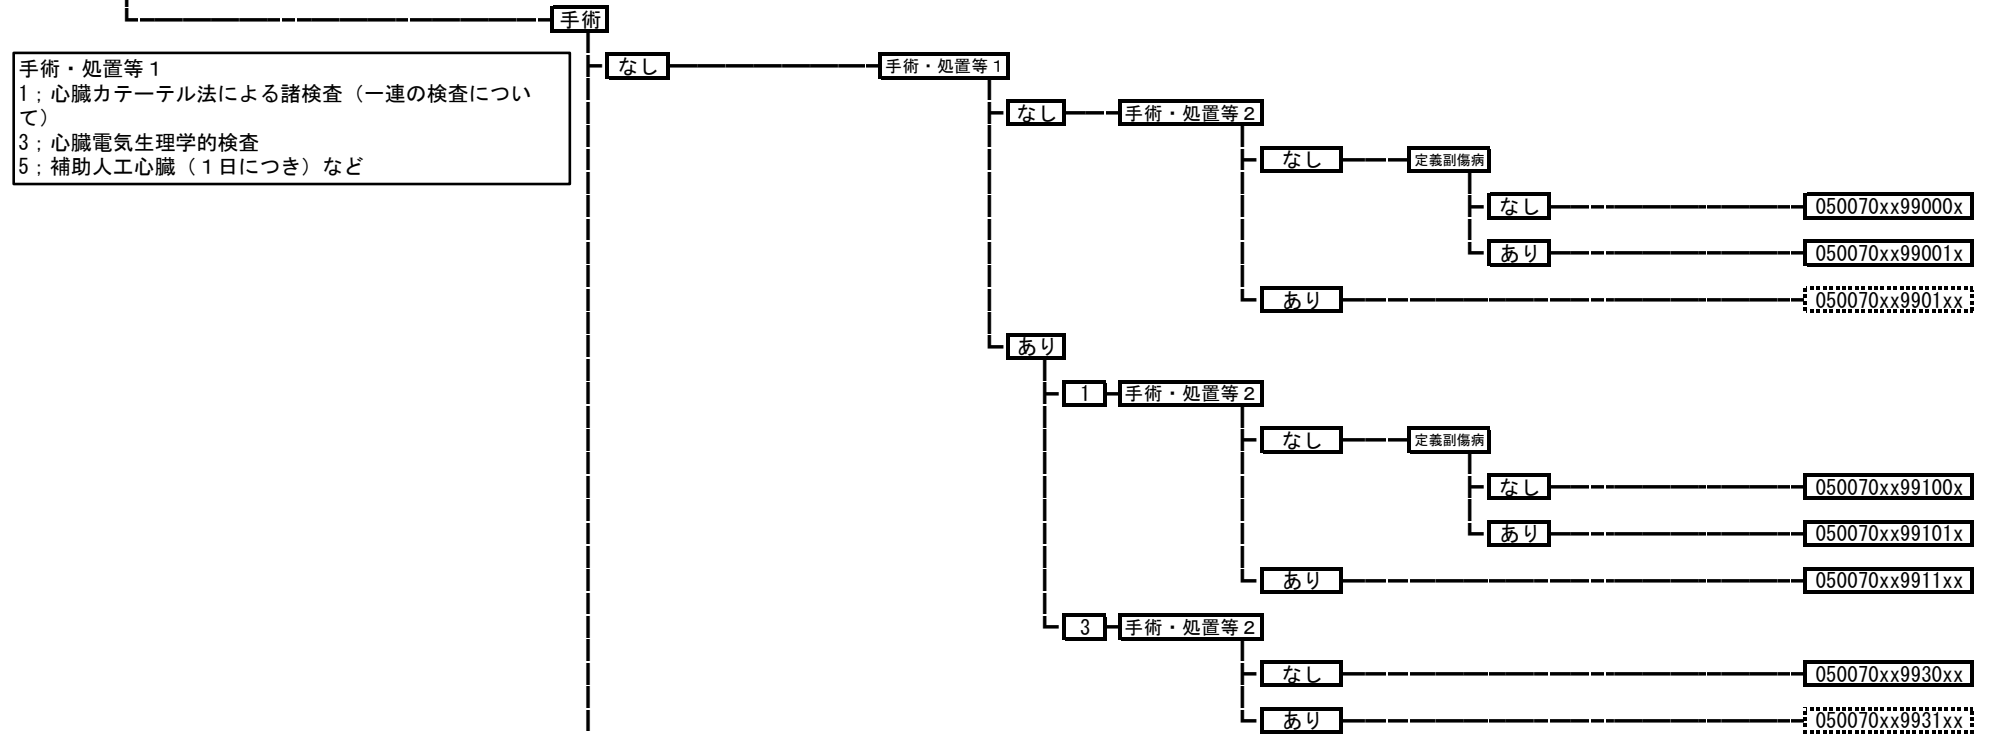 手術
手術・処置等1
1；心臓カテーテル法による諸検査（一連の検査につい
て）
3；心臓電気生理学的検査
5；補助人工心臓（1日につき）など
なし
手術・処置等1
なし
手術・処置等2
なし
定義副傷病
なし
050070xx99000x
あり
050070xx99001x
あり
050070xx9901xx
あり
1
手術・処置等2
なし
定義副傷病
なし
050070xx99100x
あり
050070xx99101x
あり
050070xx9911xx
3
手術・処置等2
なし
050070xx9930xx
あり
050070xx9931xx